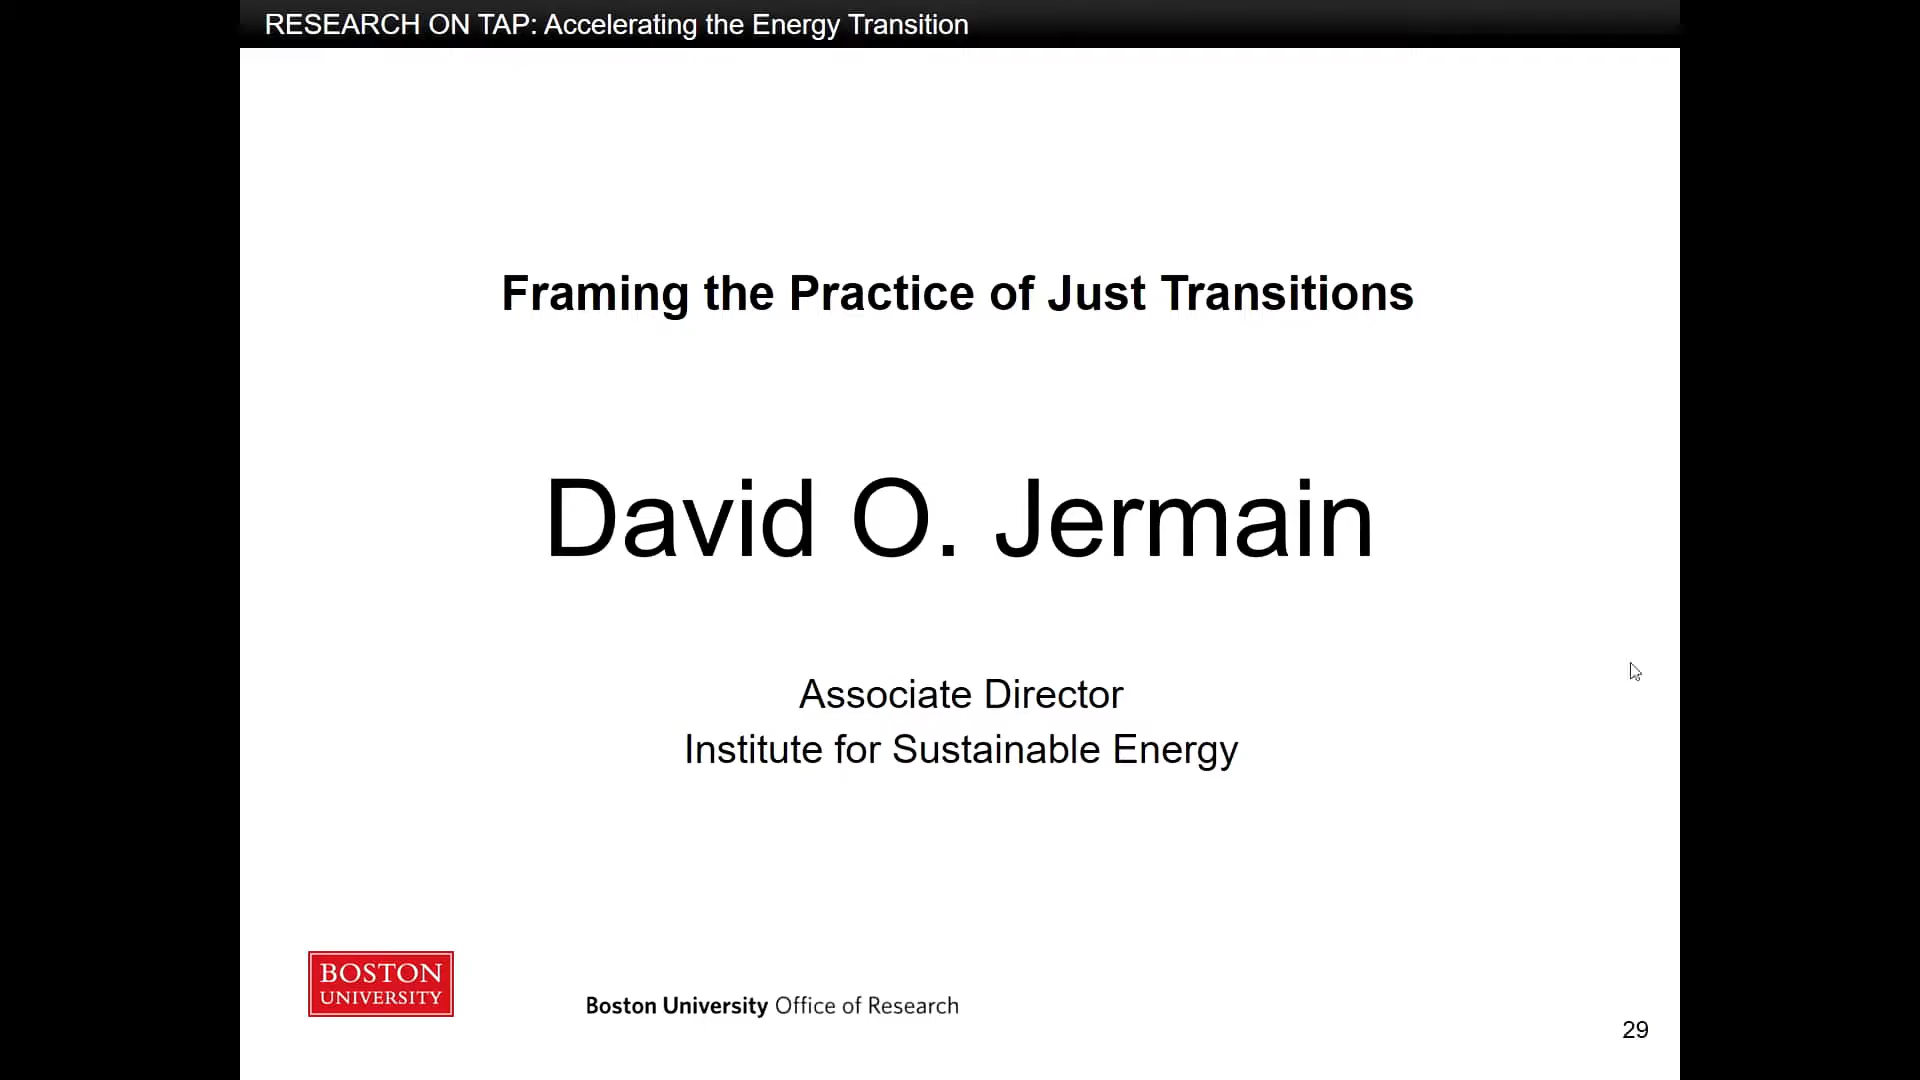 RESEARCH ON TAP: Accelerating the Energy Transition
Framing the Practice of Just Transitions
David O. Jermain
Associate Director
Institute for Sustainable Energy
BOSTON
UNIVERSITY
Boston University Office of Research
29